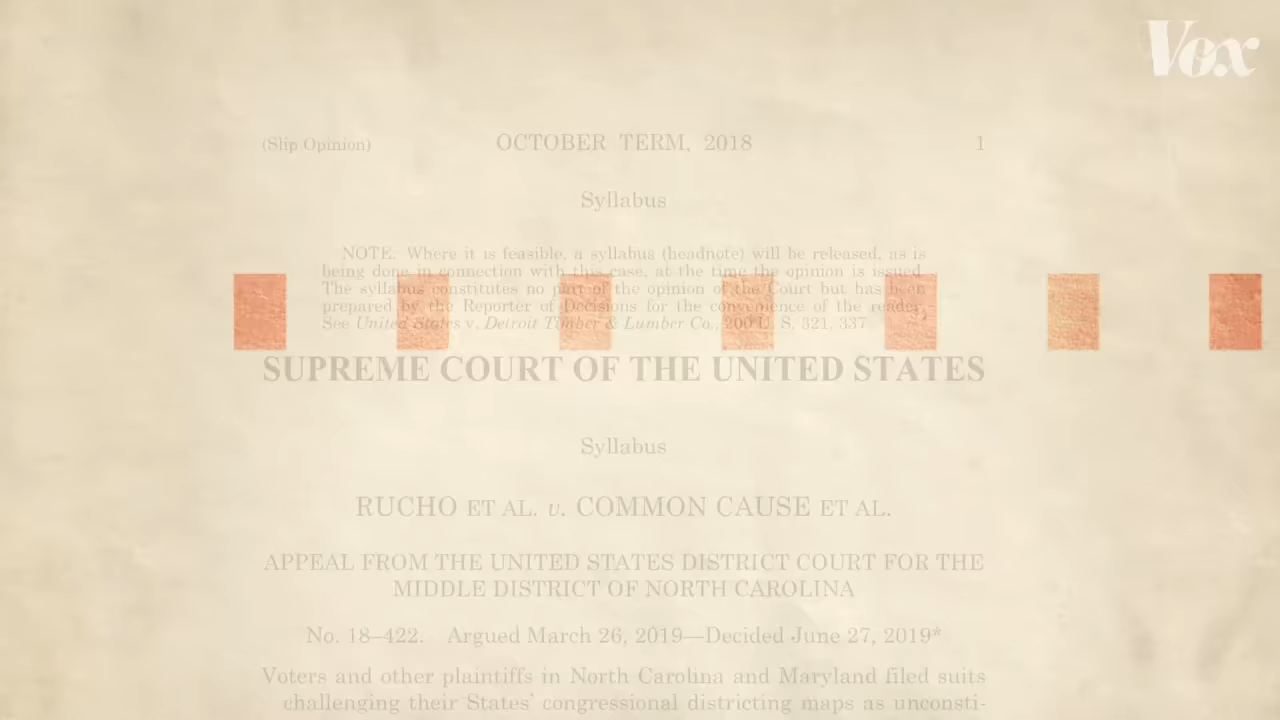 Vox
(Slip Opinion) OCTOBER TERM, 2018 1
Syllabus
NOTE. Where it is feasible, a syllabus (headnote) will be released, as is
being done in connection with this case, at the time the opinion is issued.
The syllabus constitutes no part of the opinion of the Court but has been
prepared by the Reporter of Decisions for the convenience of the reader.
See United States v. Detroit Timber & Lumber Co., 200 U. S. 321, 337
SUPREME COURT OF THE UNITED STATES
Syllabus
RUCHO ET AL. v. COMMON CAUSE ET AL.
APPEAL FROM THE UNITED STATES DISTRICT COURT FOR THE
MIDDLE DISTRICT OF NORTH CAROLINA
No. 18–422. Argued March 26, 2019—Decided June 27, 2019*
Voters and other plaintiffs in North Carolina and Maryland filed suits
challenging their States' congressional districting maps as unconsti-